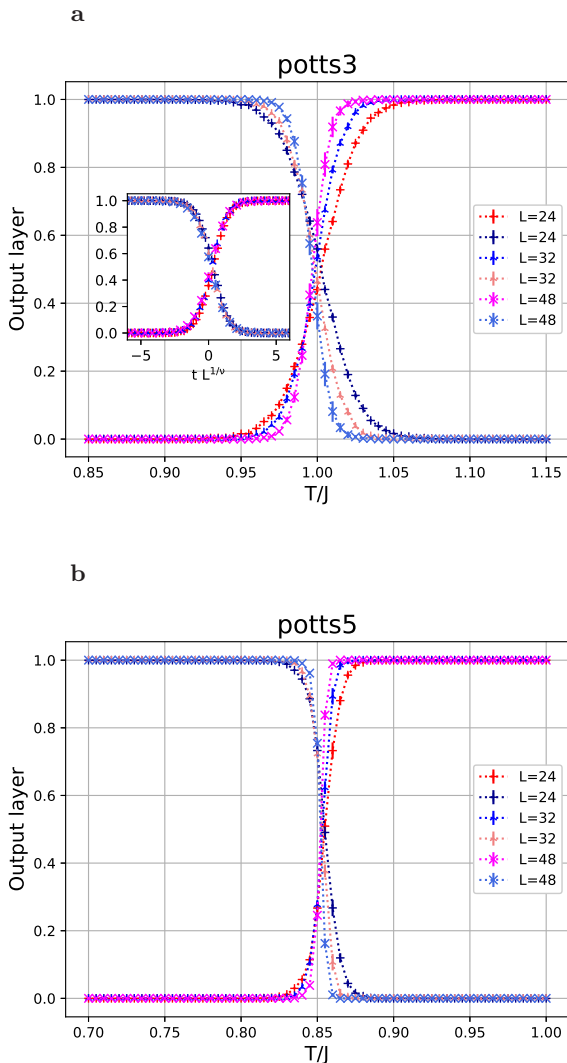 a
potts3
Output layer
1.0
0.8
0.6
0.4
0.2
0.0
1.0
0.8
0.6
0.4
0.2
0.0
−5 0 5
t L^{1/ν}
L=24
L=24
L=32
L=32
L=48
L=48
0.85 0.90 0.95 1.00 1.05 1.10 1.15
T/J
b
potts5
Output layer
1.0
0.8
0.6
0.4
0.2
0.0
L=24
L=24
L=32
L=32
L=48
L=48
0.70 0.75 0.80 0.85 0.90 0.95 1.00
T/J